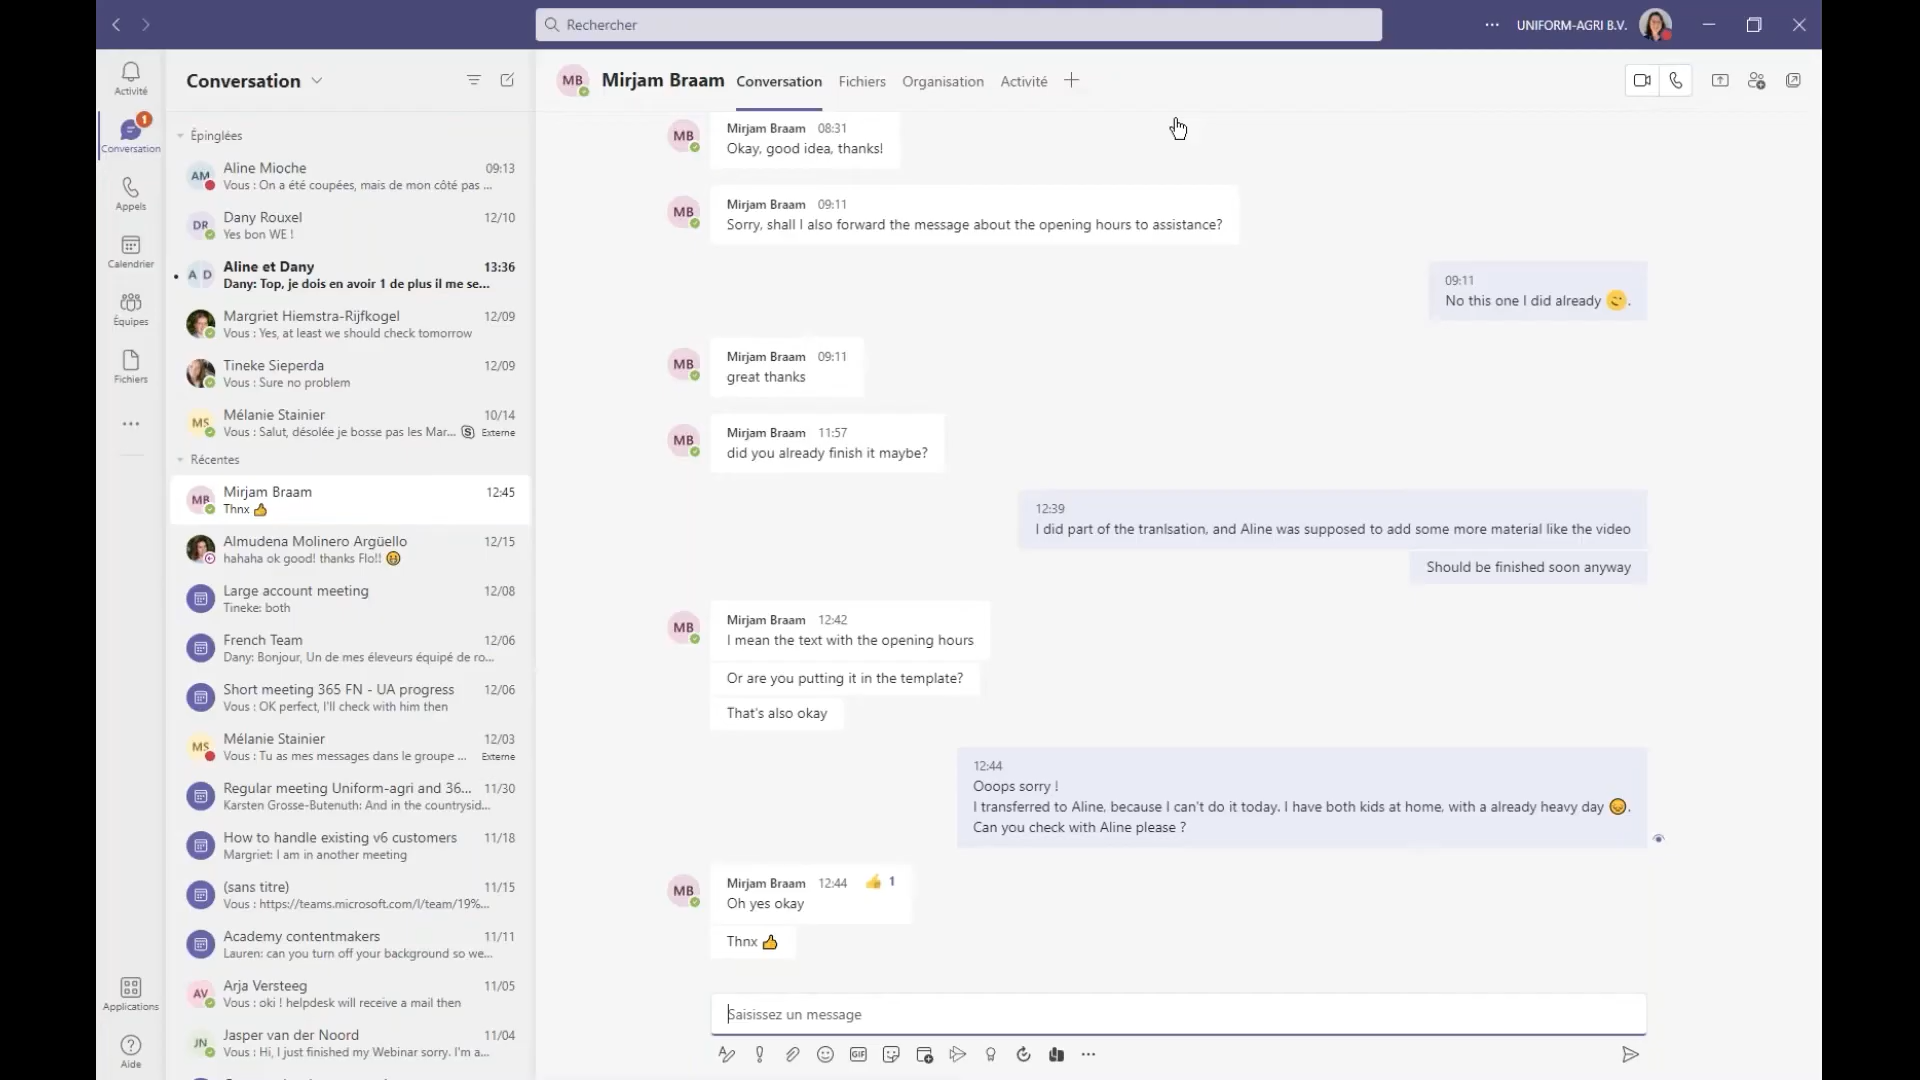 Rechercher
UNIFORM-AGRI B.V.
Activité
1
Conversation
Appels
Calendrier
Équipes
Fichiers
Applications
Aide
Conversation
Épinglées
AM
Aline Mioche 09:13
Vous : On a été coupées, mais de mon côté pas ...
DR
Dany Rouxel 12/10
Yes bon WE !
A D
Aline et Dany 13:36
Dany: Top, je dois en avoir 1 de plus il me se...
Margriet Hiemstra-Rijfkogel 12/09
Vous : Yes, at least we should check tomorrow
Tineke Sieperda 12/09
Vous : Sure no problem
MS
Mélanie Stainier 10/14
Vous : Salut, désolée je bosse pas les Mar... Externe
Récentes
MB
Mirjam Braam 12:45
Thnx 👍
Almudena Molinero Argüello 12/15
hahaha ok good! thanks Flo!!
Large account meeting 12/08
Tineke: both
French Team 12/06
Dany: Bonjour, Un de mes éleveurs équipé de ro...
Short meeting 365 FN - UA progress 12/06
Vous : OK perfect, I'll check with him then
MS
Mélanie Stainier 12/03
Vous : Tu as mes messages dans le groupe ... Externe
Regular meeting Uniform-agri and 36... 11/30
Karsten Grosse-Butenuth: And in the countrysid...
How to handle existing v6 customers 11/18
Margriet: I am in another meeting
(sans titre) 11/15
Vous : https://teams.microsoft.com/l/team/19%...
Academy contentmakers 11/11
Lauren: can you turn off your background so we...
AV
Arja Versteeg 11/05
Vous : oki ! helpdesk will receive a mail then
JN
Jasper van der Noord 11/04
Vous : Hi, I just finished my Webinar sorry. I'm a...
MB
Mirjam Braam Conversation Fichiers Organisation Activité
MB
Mirjam Braam 08:31
Okay, good idea, thanks!
MB
Mirjam Braam 09:11
Sorry, shall I also forward the message about the opening hours to assistance?
09:11
No this one I did already 😉.
MB
Mirjam Braam 09:11
great thanks
MB
Mirjam Braam 11:57
did you already finish it maybe?
12:39
I did part of the tranlsation, and Aline was supposed to add some more material like the video
Should be finished soon anyway
MB
Mirjam Braam 12:42
I mean the text with the opening hours
Or are you putting it in the template?
That's also okay
12:44
Ooops sorry !
I transferred to Aline, because I can't do it today. I have both kids at home, with a already heavy day .
Can you check with Aline please ?
MB
Mirjam Braam 12:44 👍 1
Oh yes okay
Thnx 👍
Saisissez un message
GIF